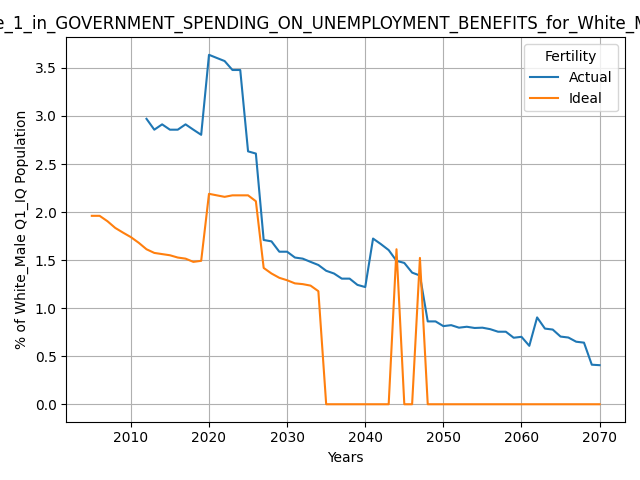 e_1_in_GOVERNMENT_SPENDING_ON_UNEMPLOYMENT_BENEFITS_for_White_M
Fertility
Actual
Ideal
% of White_Male Q1_IQ Population
3.5
3.0
2.5
2.0
1.5
1.0
0.5
0.0
2010 2020 2030 2040 2050 2060 2070
Years